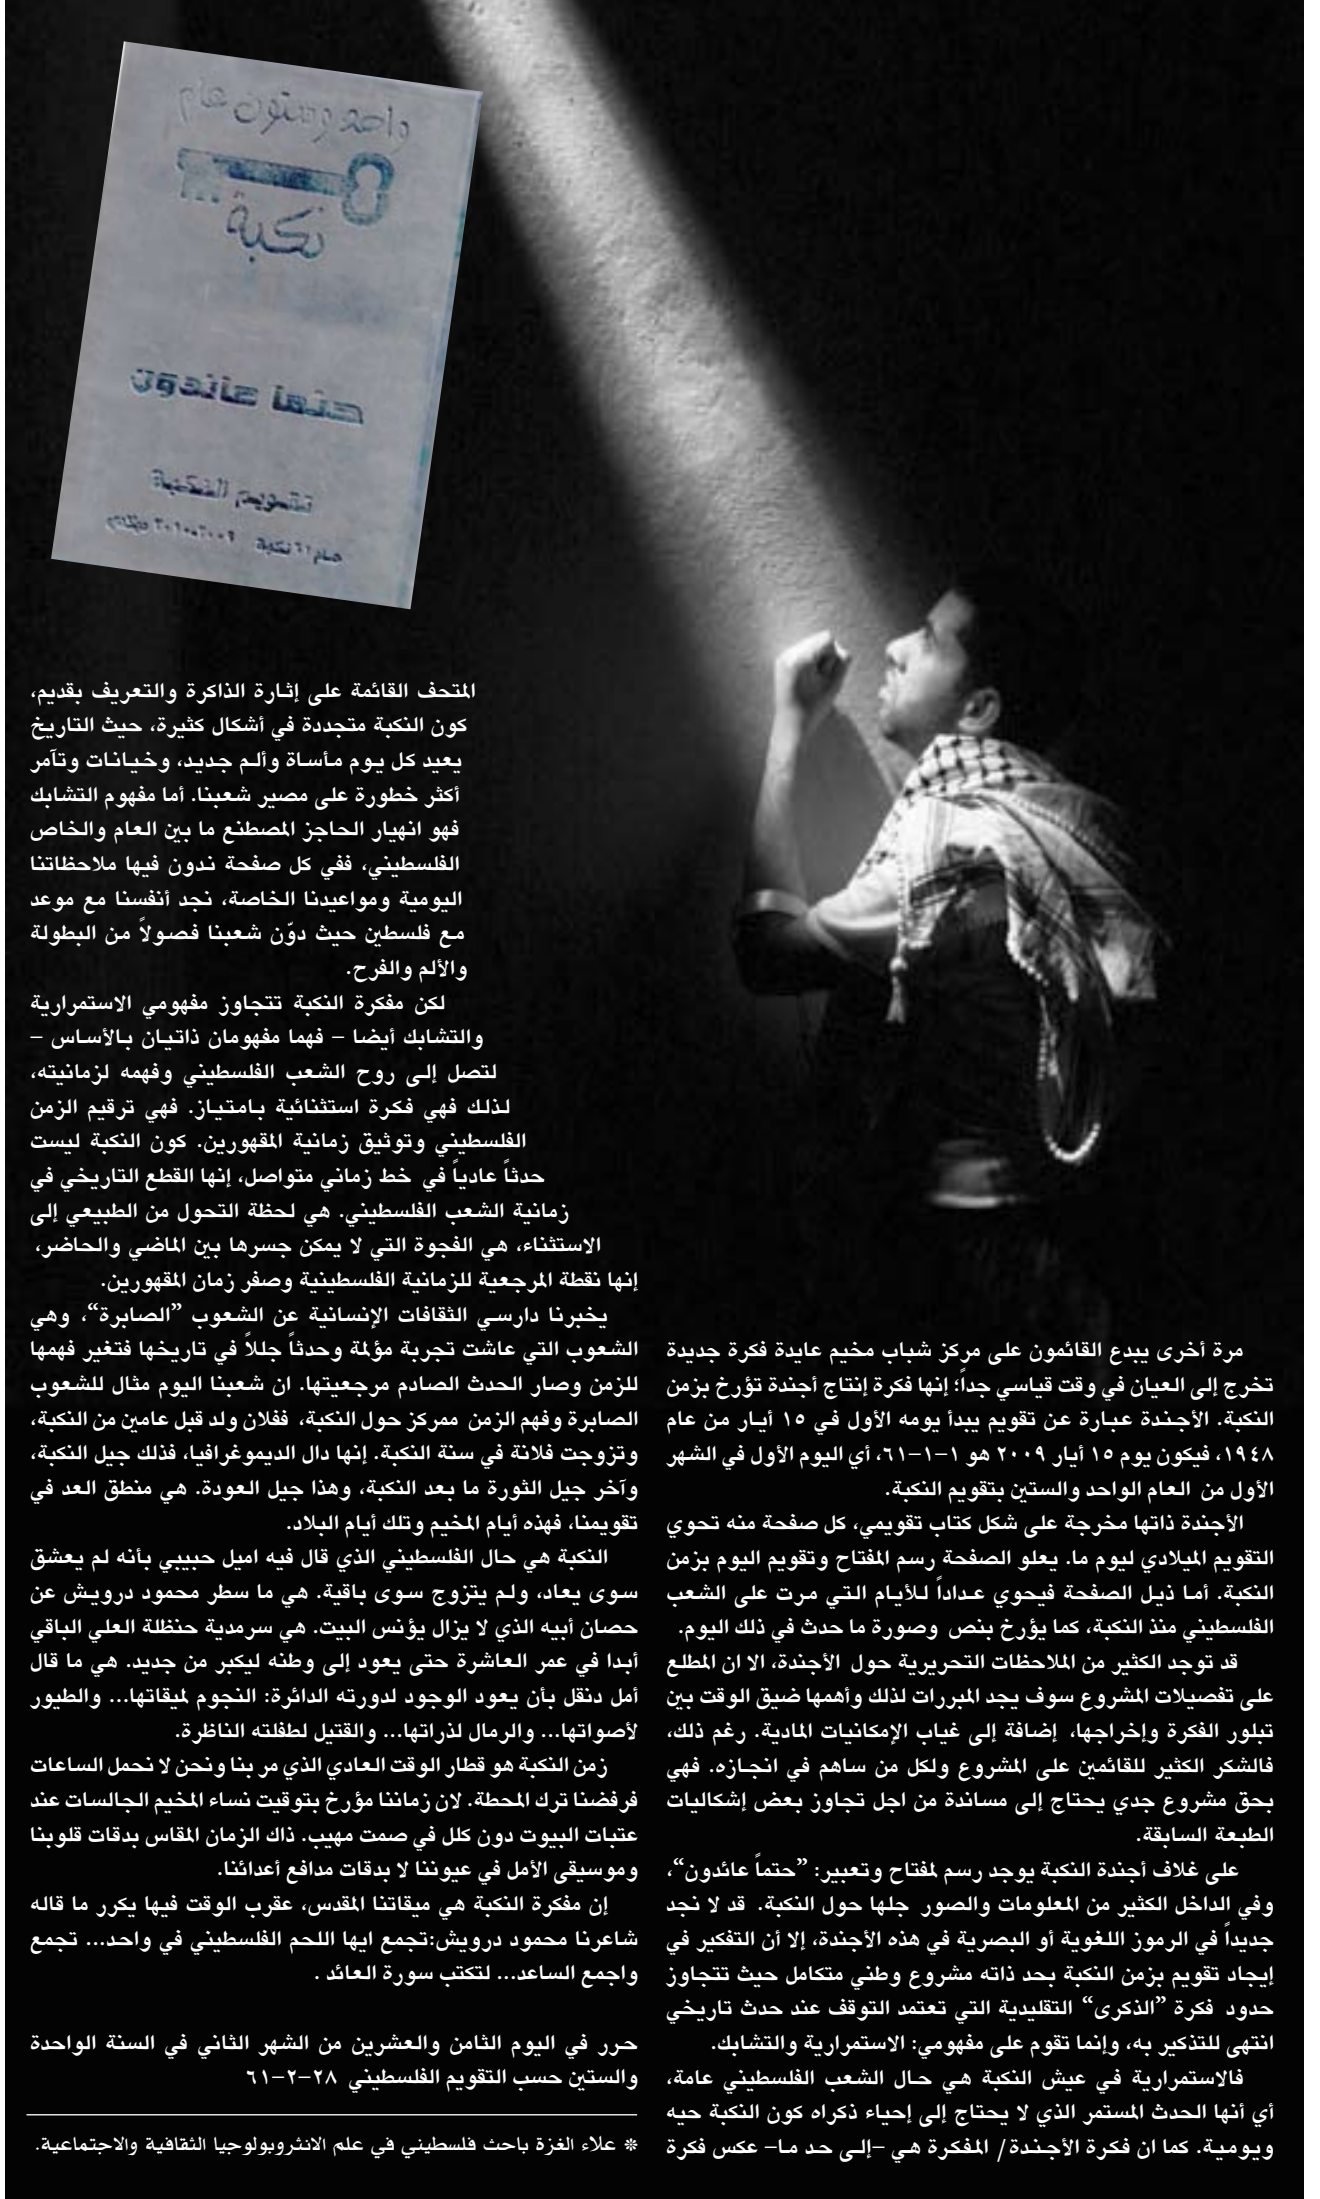 واحد وستون عام
نكبة...
حتما عائدون
تقويم النكبة
عام ٦١ نكبة ٢٠٠٩-٢٠١٠
مرة أخرى يبدع القائمون على مركز شباب مخيم عايدة فكرة جديدة
تخرج إلى العيان في وقت قياسي جداً؛ إنها فكرة إنتاج أجندة تؤرخ بزمن
النكبة. الأجندة عبارة عن تقويم يبدأ يومه الأول في ١٥ أيار من عام
١٩٤٨، فيكون يوم ١٥ أيار ٢٠٠٩ هو ١-١-٦١، أي اليوم الأول في الشهر
الأول من العام الواحد والستين بتقويم النكبة.
الأجندة ذاتها مخرجة على شكل كتاب تقويمي، كل صفحة منه تحوي
التقويم الميلادي ليوم ما. يعلو الصفحة رسم المفتاح وتقويم اليوم بزمن
النكبة. أما ذيل الصفحة فيحوي عداداً للأيام التي مرت على الشعب
الفلسطيني منذ النكبة، كما يؤرخ بنص وصورة ما حدث في ذلك اليوم.
قد توجد الكثير من الملاحظات التحريرية حول الأجندة، الا ان المطلع
على تفصيلات المشروع سوف يجد المبررات لذلك وأهمها ضيق الوقت بين
تبلور الفكرة وإخراجها، إضافة إلى غياب الإمكانيات المادية. رغم ذلك،
فالشكر الكثير للقائمين على المشروع ولكل من ساهم في انجازه. فهي
بحق مشروع جدي يحتاج إلى مساندة من اجل تجاوز بعض إشكاليات
الطبعة السابقة.
على غلاف أجندة النكبة يوجد رسم لمفتاح وتعبير: ”حتماً عائدون“،
وفي الداخل الكثير من المعلومات والصور جلها حول النكبة. قد لا نجد
جديداً في الرموز اللغوية أو البصرية في هذه الأجندة، إلا أن التفكير في
إيجاد تقويم بزمن النكبة بحد ذاته مشروع وطني متكامل حيث تتجاوز
حدود فكرة ”الذكرى“ التقليدية التي تعتمد التوقف عند حدث تاريخي
انتهى للتذكير به، وإنما تقوم على مفهومي: الاستمرارية والتشابك.
فالاستمرارية في عيش النكبة هي حال الشعب الفلسطيني عامة،
أي أنها الحدث المستمر الذي لا يحتاج إلى إحياء ذكراه كون النكبة حيه
ويومية. كما ان فكرة الأجندة/ المفكرة هي –إلى حد ما– عكس فكرة
المتحف القائمة على إثارة الذاكرة والتعريف بقديم،
كون النكبة متجددة في أشكال كثيرة، حيث التاريخ
يعيد كل يوم مأساة وألم جديد، وخيانات وتآمر
أكثر خطورة على مصير شعبنا. أما مفهوم التشابك
فهو انهيار الحاجز المصطنع ما بين العام والخاص
الفلسطيني، ففي كل صفحة ندون فيها ملاحظاتنا
اليومية ومواعيدنا الخاصة، نجد أنفسنا مع موعد
مع فلسطين حيث دوّن شعبنا فصولاً من البطولة
والألم والفرح.
لكن مفكرة النكبة تتجاوز مفهومي الاستمرارية
والتشابك أيضا – فهما مفهومان ذاتيان بالأساس –
لتصل إلى روح الشعب الفلسطيني وفهمه لزمانيته،
لذلك فهي فكرة استثنائية بامتياز. فهي ترقيم الزمن
الفلسطيني وتوثيق زمانية المقهورين. كون النكبة ليست
حدثاً عادياً في خط زماني متواصل، إنها القطع التاريخي في
زمانية الشعب الفلسطيني. هي لحظة التحول من الطبيعي إلى
الاستثناء، هي الفجوة التي لا يمكن جسرها بين الماضي والحاضر،
إنها نقطة المرجعية للزمانية الفلسطينية وصفر زمان المقهورين.
يخبرنا دارسي الثقافات الإنسانية عن الشعوب ”الصابرة“، وهي
الشعوب التي عاشت تجربة مؤلمة وحدثاً جللاً في تاريخها فتغير فهمها
للزمن وصار الحدث الصادم مرجعيتها. ان شعبنا اليوم مثال للشعوب
الصابرة وفهم الزمن ممركز حول النكبة، ففلان ولد قبل عامين من النكبة،
وتزوجت فلانة في سنة النكبة. إنها دال الديموغرافيا، فذلك جيل النكبة،
وآخر جيل الثورة ما بعد النكبة، وهذا جيل العودة. هي منطق العد في
تقويمنا، فهذه أيام المخيم وتلك أيام البلاد.
النكبة هي حال الفلسطيني الذي قال فيه اميل حبيبي بأنه لم يعشق
سوى يعاد، ولم يتزوج سوى باقية. هي ما سطر محمود درويش عن
حصان أبيه الذي لا يزال يؤنس البيت. هي سرمدية حنظلة العلي الباقي
أبدا في عمر العاشرة حتى يعود إلى وطنه ليكبر من جديد. هي ما قال
أمل دنقل بأن يعود الوجود لدورته الدائرة: النجوم لميقاتها... والطيور
لأصواتها... والرمال لذراتها... والقتيل لطفلته الناظرة.
زمن النكبة هو قطار الوقت العادي الذي مر بنا ونحن لا نحمل الساعات
فرفضنا ترك المحطة. لان زماننا مؤرخ بتوقيت نساء المخيم الجالسات عند
عتبات البيوت دون كلل في صمت مهيب. ذاك الزمان المقاس بدقات قلوبنا
وموسيقى الأمل في عيوننا لا بدقات مدافع أعدائنا.
إن مفكرة النكبة هي ميقاتنا المقدس، عقرب الوقت فيها يكرر ما قاله
شاعرنا محمود درويش:تجمع ايها اللحم الفلسطيني في واحد... تجمع
واجمع الساعد... لتكتب سورة العائد .
حرر في اليوم الثامن والعشرين من الشهر الثاني في السنة الواحدة
والستين حسب التقويم الفلسطيني ٢٨-٢-٦١
* علاء الغزة باحث فلسطيني في علم الانثروبولوجيا الثقافية والاجتماعية.